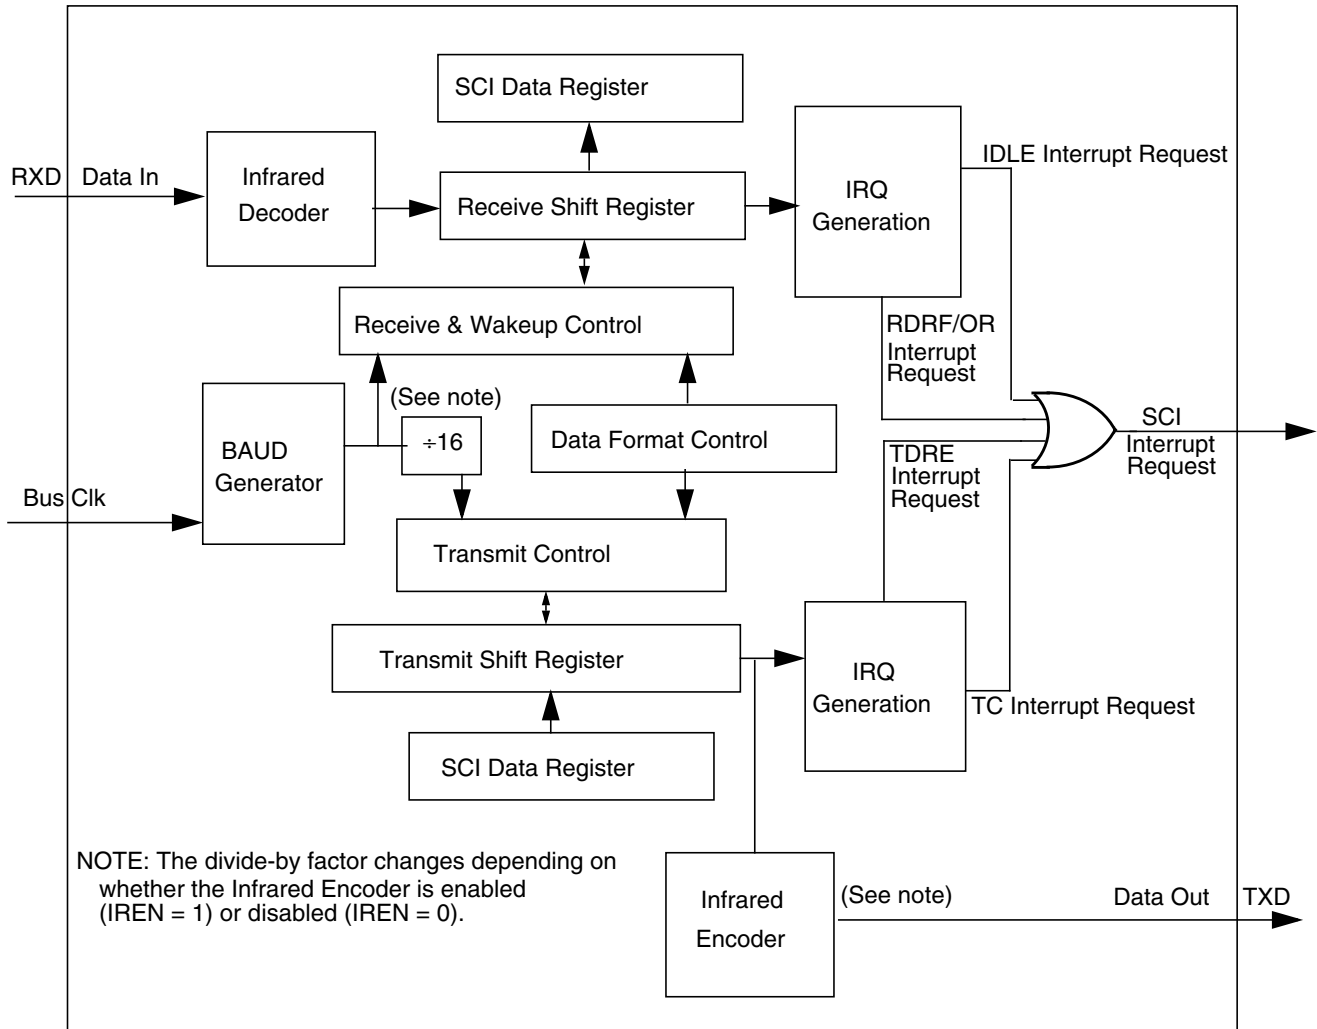 SCI Data Register
RXD
Data In
Infrared
Decoder
Receive Shift Register
IRQ
Generation
IDLE Interrupt Request
Receive & Wakeup Control
RDRF/OR
Interrupt
Request
(See note)
BAUD
Generator
÷16
Data Format Control
SCI
Interrupt
Request
TDRE
Interrupt
Request
Bus Clk
Transmit Control
Transmit Shift Register
IRQ
Generation
TC Interrupt Request
SCI Data Register
NOTE: The divide-by factor changes depending on
whether the Infrared Encoder is enabled
(IREN = 1) or disabled (IREN = 0).
Infrared
Encoder
(See note)
Data Out
TXD